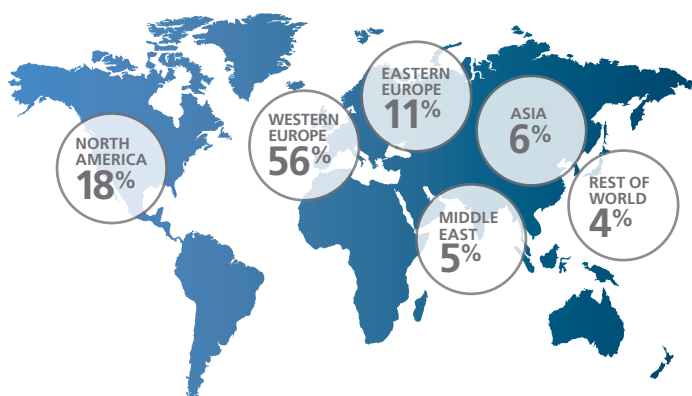 NORTH
AMERICA
18%
WESTERN
EUROPE
56%
EASTERN
EUROPE
11%
ASIA
6%
MIDDLE
EAST
5%
REST OF
WORLD
4%